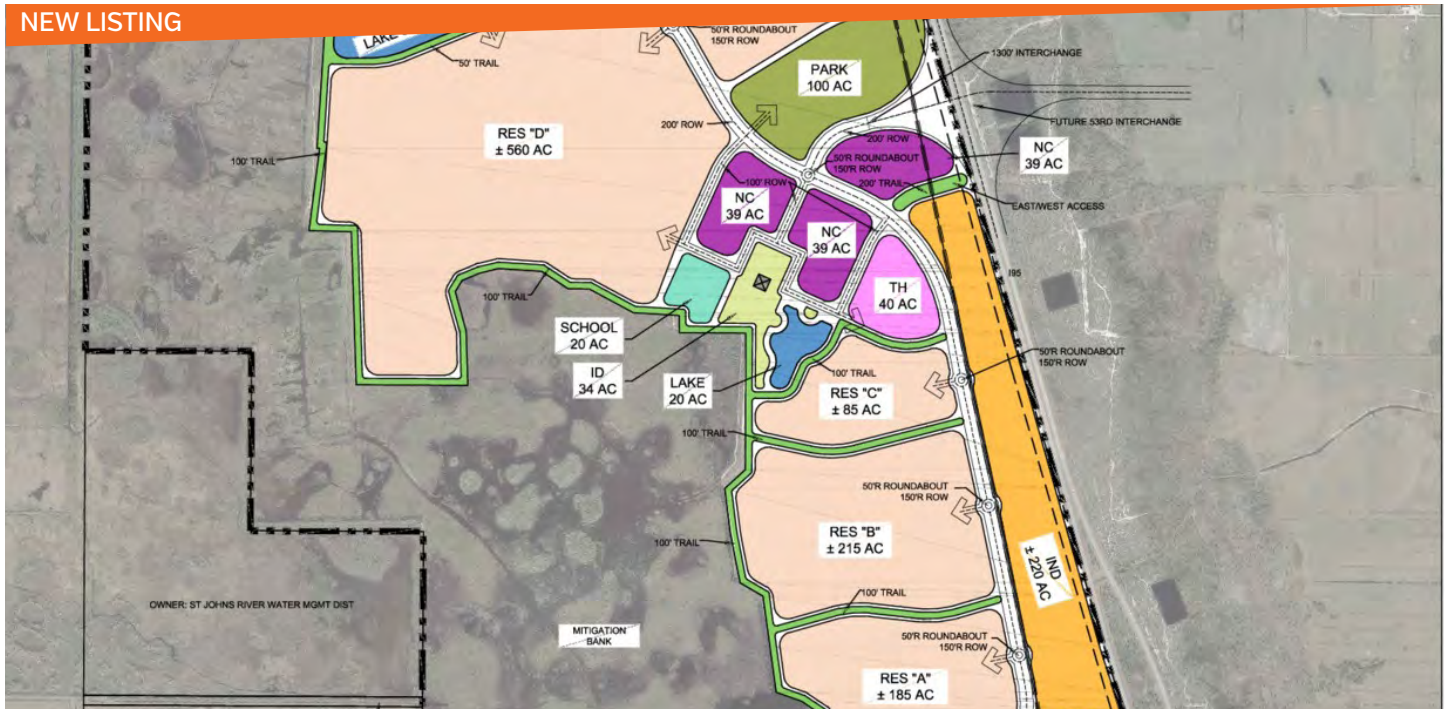 NEW LISTING
LAKE
50' TRAIL
50'R ROUNDABOUT
150'R ROW
PARK
100 AC
1300' INTERCHANGE
FUTURE 53RD INTERCHANGE
200' ROW
200' ROW
RES "D"
± 560 AC
100' TRAIL
50'R ROUNDABOUT
150'R ROW
NC
39 AC
100' ROW
200' TRAIL
NC
39 AC
EAST/WEST ACCESS
NC
39 AC
I95
100' TRAIL
TH
40 AC
SCHOOL
20 AC
ID
34 AC
LAKE
20 AC
100' TRAIL
50'R ROUNDABOUT
150'R ROW
RES "C"
± 85 AC
100' TRAIL
50'R ROUNDABOUT
150'R ROW
RES "B"
± 215 AC
100' TRAIL
IND
± 220 AC
100' TRAIL
OWNER: ST JOHNS RIVER WATER MGMT DIST
MITIGATION
BANK
50'R ROUNDABOUT
150'R ROW
RES "A"
± 185 AC